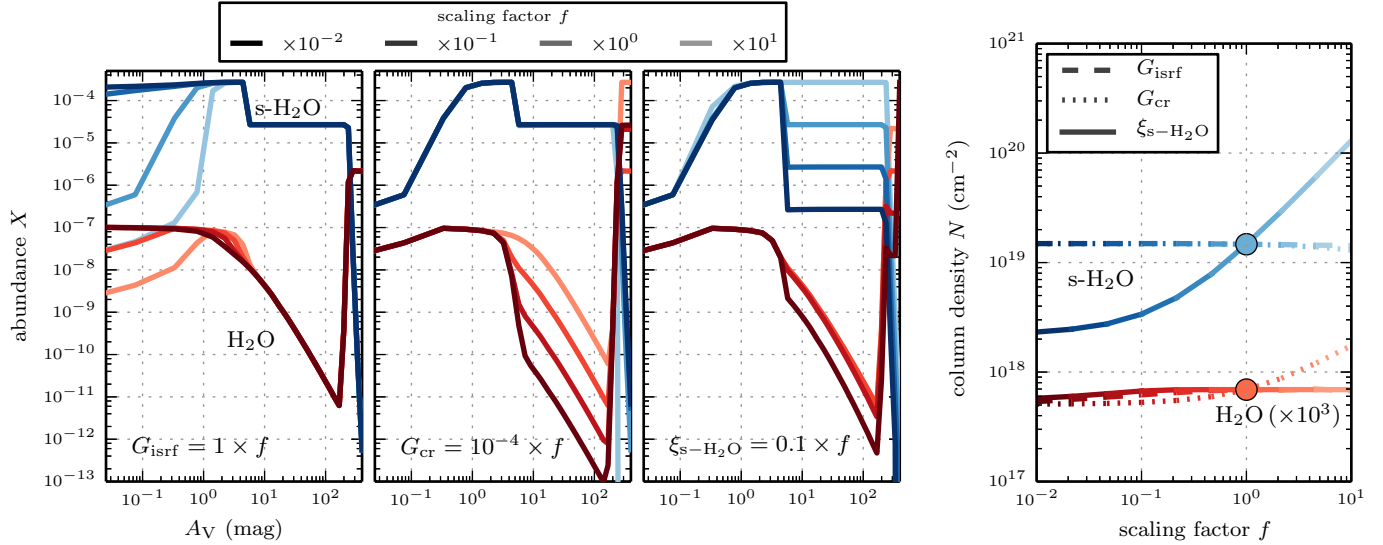 scaling factor f
×10⁻² ×10⁻¹ ×10⁰ ×10¹
abundance X
10⁻⁴
10⁻⁵
10⁻⁶
10⁻⁷
10⁻⁸
10⁻⁹
10⁻¹⁰
10⁻¹¹
10⁻¹²
10⁻¹³
s-H₂O
H₂O
G_isrf = 1 × f
G_cr = 10⁻⁴ × f
ξ_s−H₂O = 0.1 × f
10⁻¹ 10⁰ 10¹ 10² 10⁻¹ 10⁰ 10¹ 10² 10⁻¹ 10⁰ 10¹ 10²
A_V (mag)
column density N (cm⁻²)
10²¹
10²⁰
10¹⁹
10¹⁸
10¹⁷
G_isrf
G_cr
ξ_s−H₂O
s-H₂O
H₂O (×10³)
10⁻² 10⁻¹ 10⁰ 10¹
scaling factor f